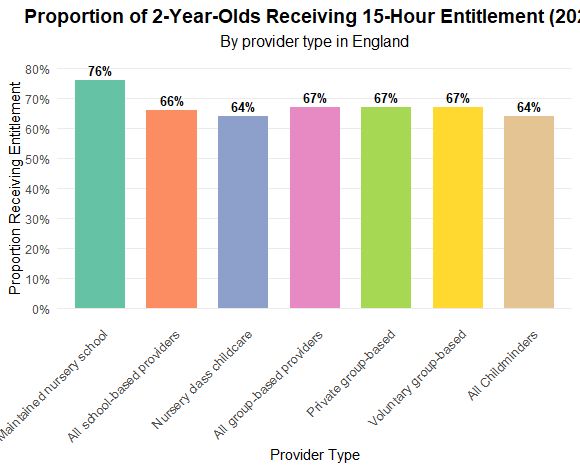 Proportion of 2-Year-Olds Receiving 15-Hour Entitlement (202
By provider type in England
Proportion Receiving Entitlement
80%
70%
60%
50%
40%
30%
20%
10%
0%
76%
66%
64%
67%
67%
67%
64%
Maintained nursery school
All school-based providers
Nursery class childcare
All group-based providers
Private group-based
Voluntary group-based
All Childminders
Provider Type